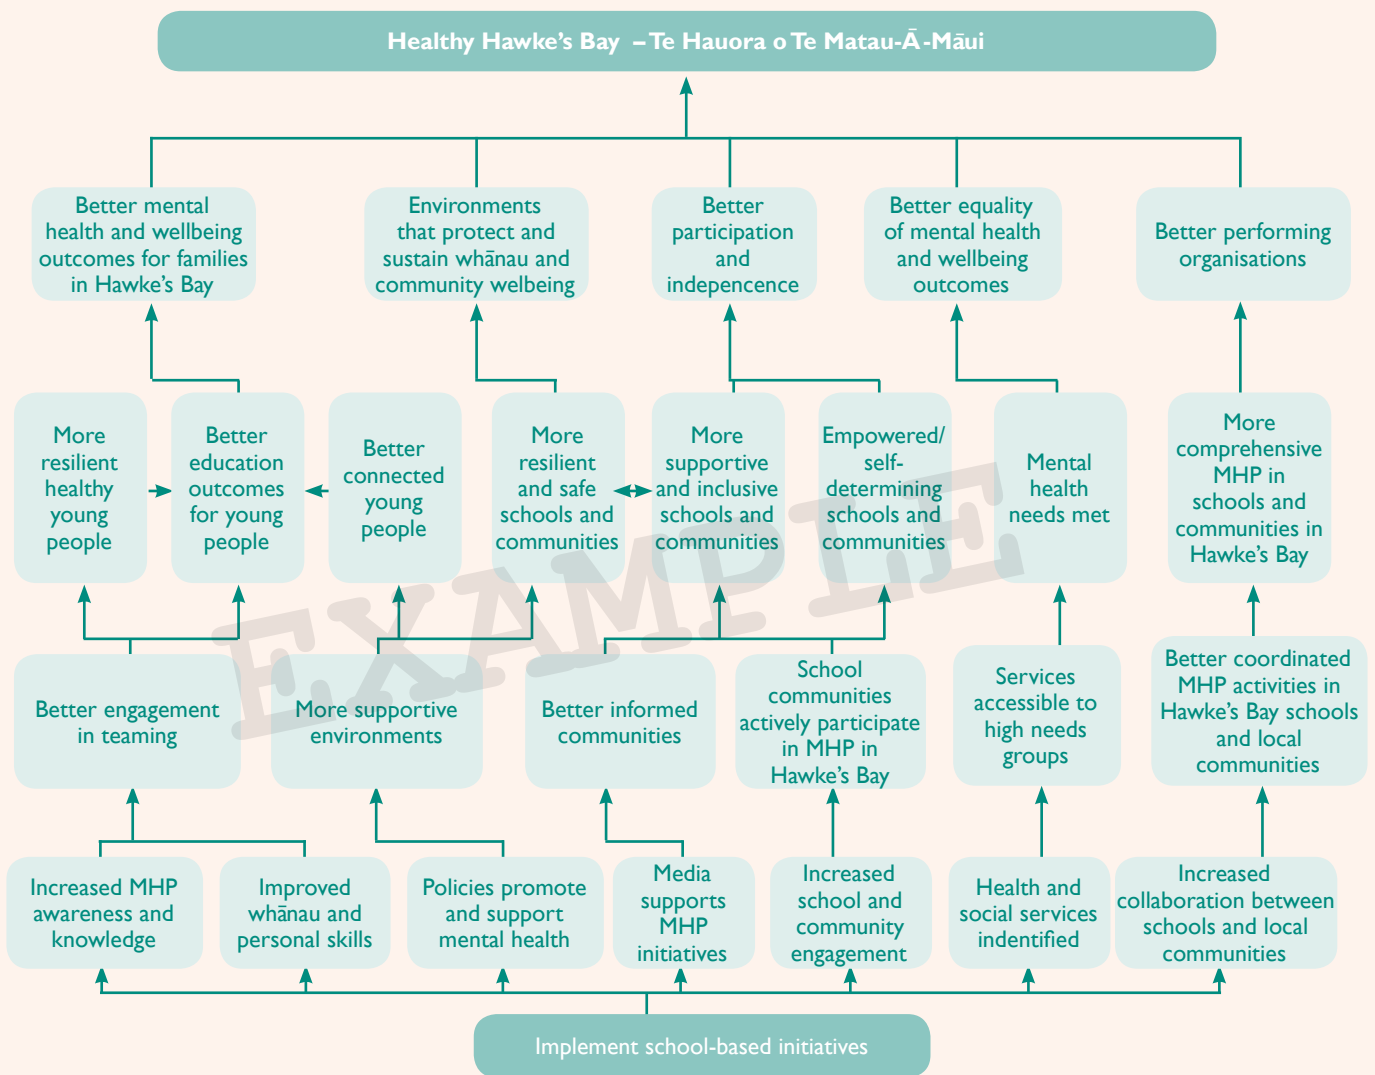 Healthy Hawke's Bay – Te Hauora o Te Matau-Ā-Māui
Better mental
health and wellbeing
outcomes for families
in Hawke's Bay
Environments
that protect and
sustain whānau and
community welbeing
Better
participation
and
indepencence
Better equality
of mental health
and wellbeing
outcomes
Better performing
organisations
More
resilient
healthy
young
people
Better
education
outcomes
for young
people
Better
connected
young
people
More
resilient
and safe
schools and
communities
More
supportive
and inclusive
schools and
communities
Empowered/
self-
determining
schools and
communities
Mental
health
needs met
More
comprehensive
MHP in
schools and
communities in
Hawke's Bay
EXAMPLE
Better engagement
in teaming
More supportive
environments
Better informed
communities
School
communities
actively participate
in MHP in
Hawke's Bay
Services
accessible to
high needs
groups
Better coordinated
MHP activities in
Hawke's Bay schools
and local
communities
Increased MHP
awareness and
knowledge
Improved
whānau and
personal skills
Policies promote
and support
mental health
Media
supports
MHP
initiatives
Increased
school and
community
engagement
Health and
social services
indentified
Increased
collaboration between
schools and local
communities
Implement school-based initiatives